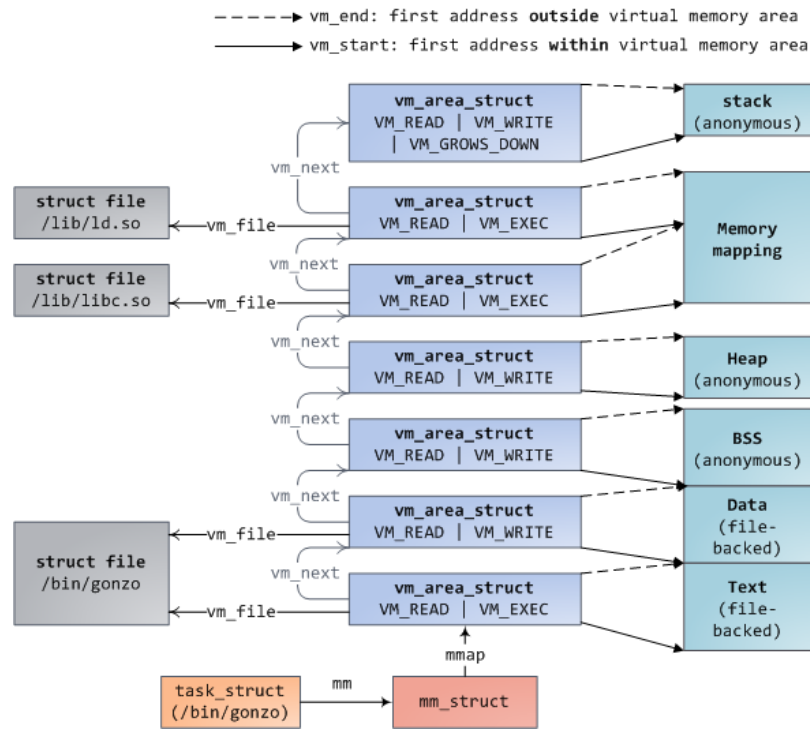 vm_end: first address outside virtual memory area
vm_start: first address within virtual memory area
vm_area_struct
VM_READ | VM_WRITE
| VM_GROWS_DOWN
stack
(anonymous)
vm_next
struct file
/lib/ld.so
vm_file
vm_area_struct
VM_READ | VM_EXEC
Memory
mapping
vm_next
struct file
/lib/libc.so
vm_file
vm_area_struct
VM_READ | VM_EXEC
vm_next
vm_area_struct
VM_READ | VM_WRITE
Heap
(anonymous)
vm_next
vm_area_struct
VM_READ | VM_WRITE
BSS
(anonymous)
vm_next
vm_area_struct
VM_READ | VM_WRITE
Data
(file-
backed)
struct file
/bin/gonzo
vm_file
vm_next
vm_area_struct
VM_READ | VM_EXEC
Text
(file-
backed)
vm_file
mmap
task_struct
(/bin/gonzo)
mm
mm_struct